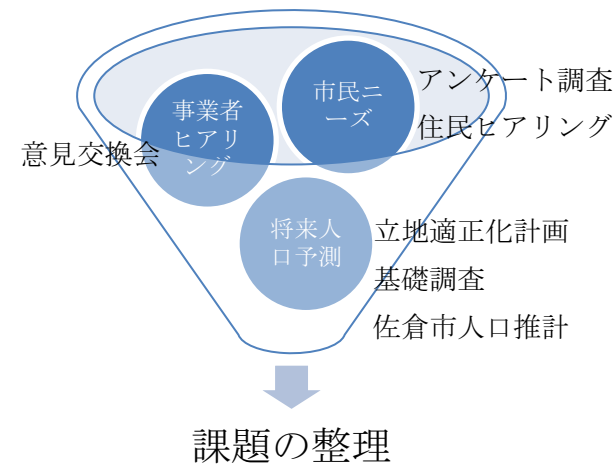 市民ニ
ーズ
アンケート調査
住民ヒアリング
事業者
ヒアリ
ング
意見交換会
将来人
口予測
立地適正化計画
基礎調査
佐倉市人口推計
課題の整理